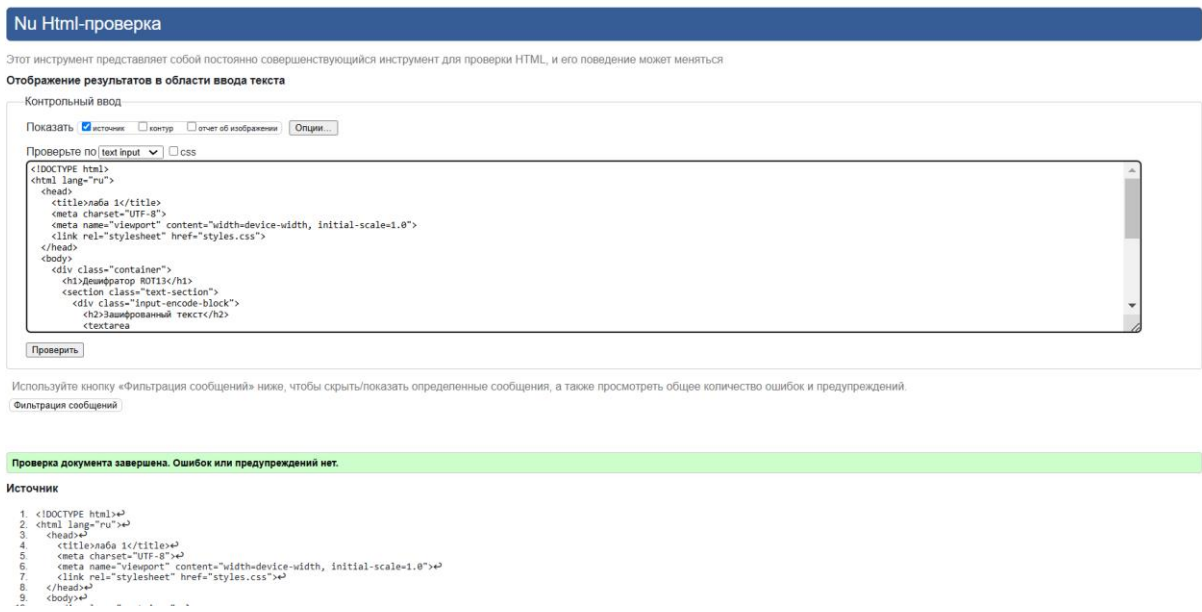 Nu Html-проверка
Этот инструмент представляет собой постоянно совершенствующийся инструмент для проверки HTML, и его поведение может меняться
Отображение результатов в области ввода текста
Контрольный ввод
Показать источник контур отчет об изображении Опции...
Проверьте по text input css
<!DOCTYPE html>
<html lang="ru">
<head>
<title>лаба 1</title>
<meta charset="UTF-8">
<meta name="viewport" content="width=device-width, initial-scale=1.0">
<link rel="stylesheet" href="styles.css">
</head>
<body>
<div class="container">
<h1>Дешифратор ROT13</h1>
<section class="text-section">
<div class="input-encode-block">
<h2>Зашифрованный текст</h2>
<textarea
Проверить
Используйте кнопку «Фильтрация сообщений» ниже, чтобы скрыть/показать определенные сообщения, а также просмотреть общее количество ошибок и предупреждений.
Фильтрация сообщений
Проверка документа завершена. Ошибок или предупреждений нет.
Источник
1. <!DOCTYPE html>↩
2. <html lang="ru">↩
3. <head>↩
4. <title>лаба 1</title>↩
5. <meta charset="UTF-8">↩
6. <meta name="viewport" content="width=device-width, initial-scale=1.0">↩
7. <link rel="stylesheet" href="styles.css">↩
8. </head>↩
9. <body>↩